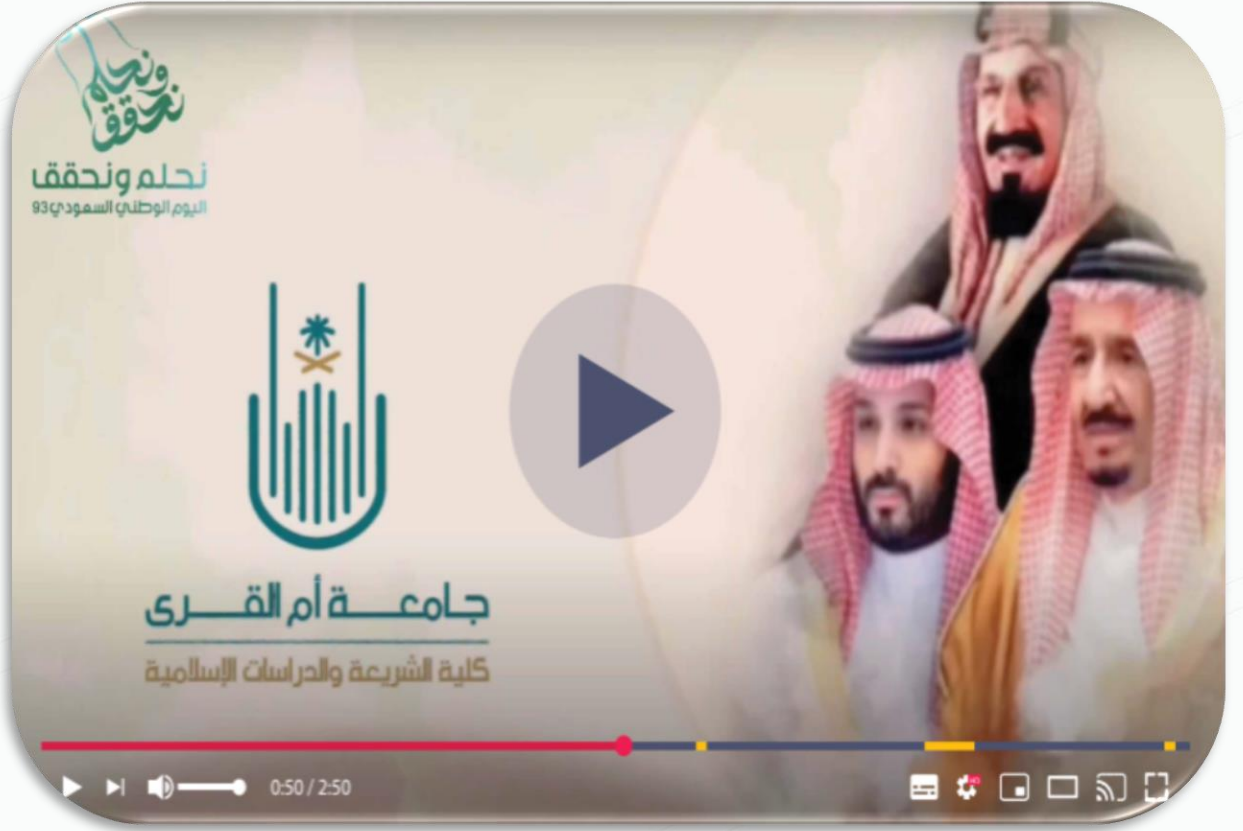 نحلم ونحقق
نحلم ونحقق
اليوم الوطني السعودي 93
جامعة أم القرى
كلية الشريعة والدراسات الإسلامية
0:50 / 2:50
HD